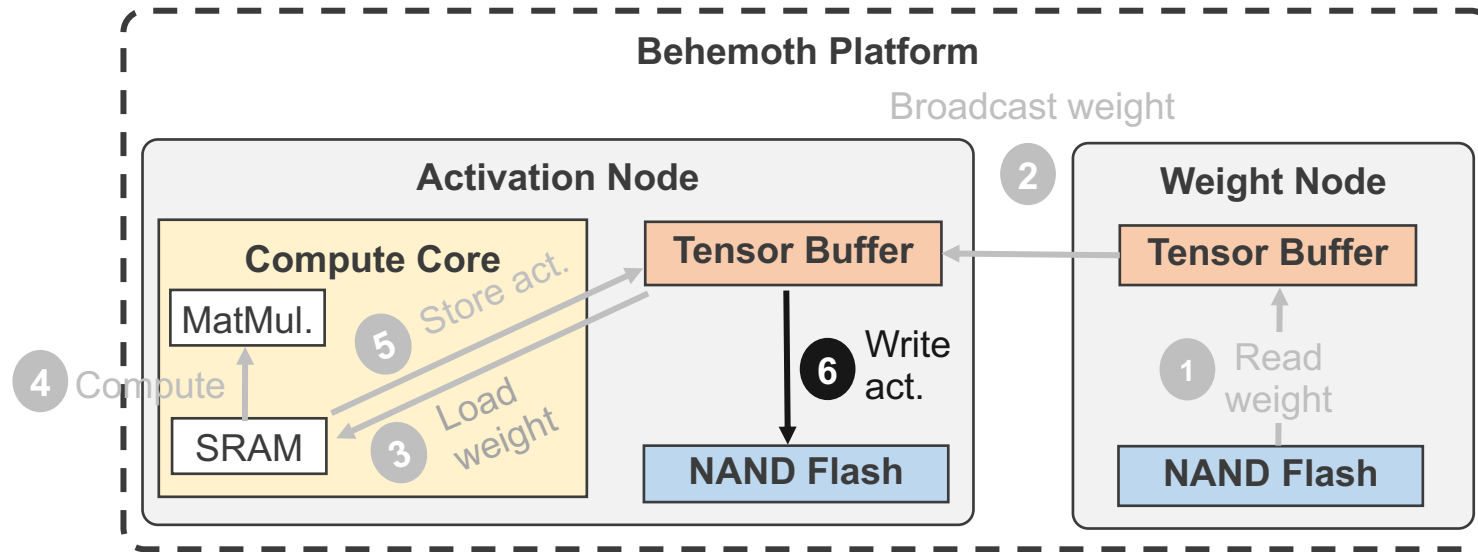 Behemoth Platform
Broadcast weight
2
Activation Node
Weight Node
Compute Core
Tensor Buffer
Tensor Buffer
MatMul.
5 Store act.
6 Write
act.
1 Read
weight
4 Compute
3 Load
weight
SRAM
NAND Flash
NAND Flash